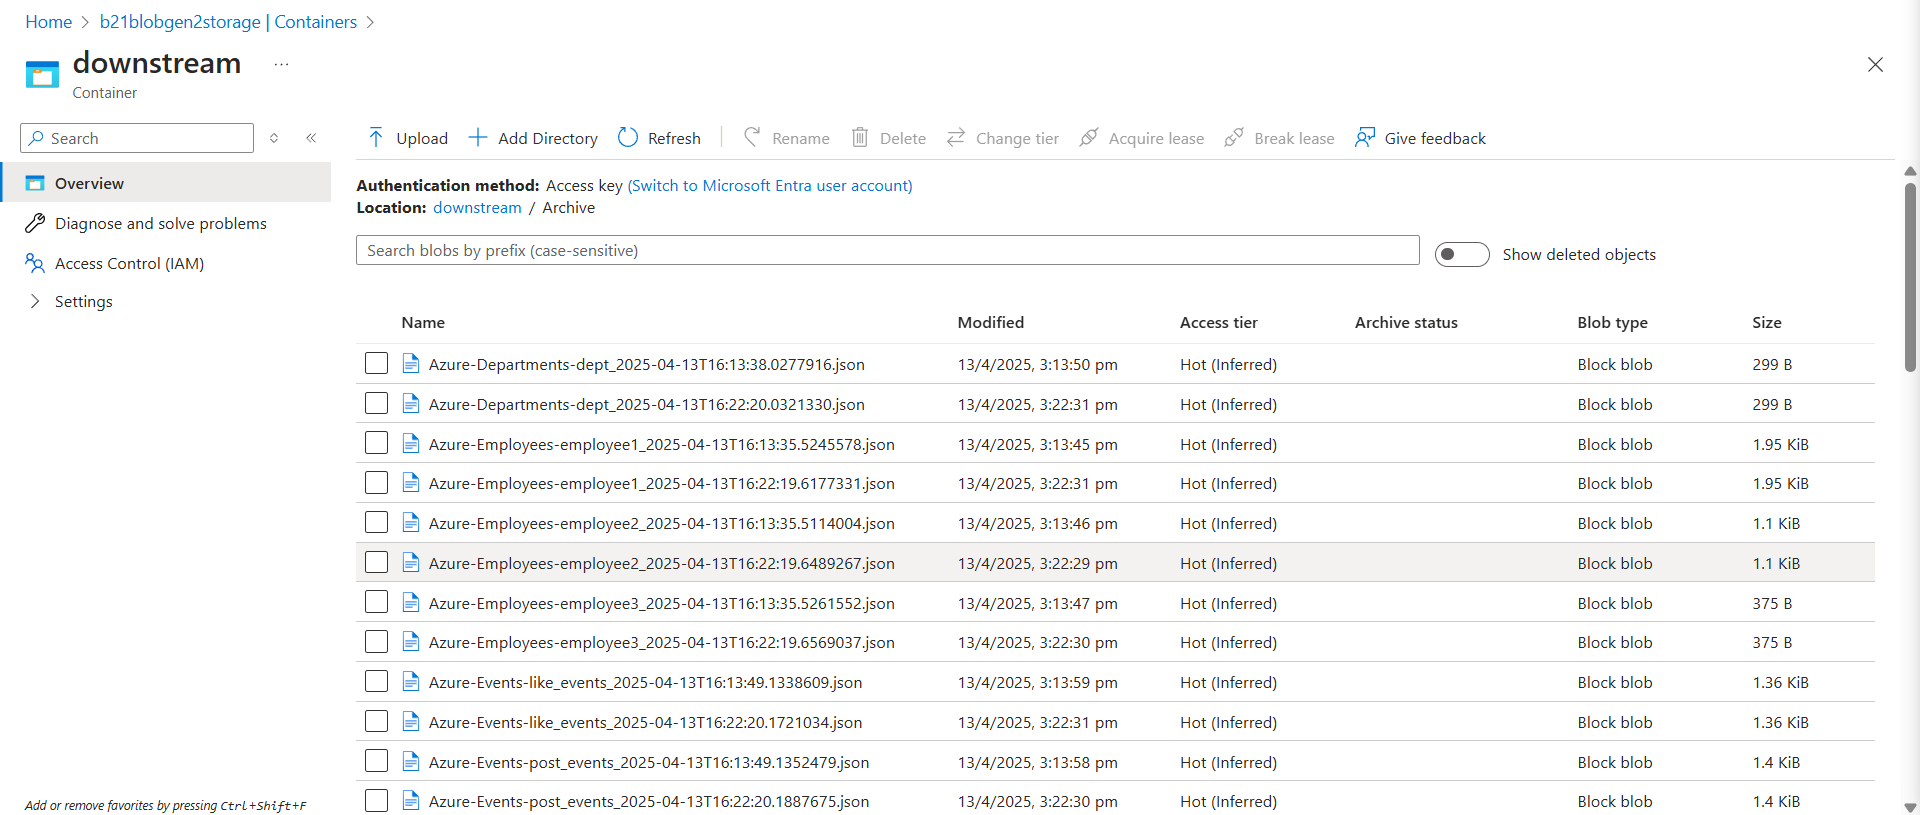 Home > b21blobgen2storage | Containers >
downstream ...
Container
Search
Overview
Diagnose and solve problems
Access Control (IAM)
Settings
Add or remove favorites by pressing Ctrl+Shift+F
Upload Add Directory Refresh Rename Delete Change tier Acquire lease Break lease Give feedback
Authentication method: Access key (Switch to Microsoft Entra user account)
Location: downstream / Archive
Search blobs by prefix (case-sensitive)
Show deleted objects
Name Modified Access tier Archive status Blob type Size
Azure-Departments-dept_2025-04-13T16:13:38.0277916.json 13/4/2025, 3:13:50 pm Hot (Inferred) Block blob 299 B
Azure-Departments-dept_2025-04-13T16:22:20.0321330.json 13/4/2025, 3:22:31 pm Hot (Inferred) Block blob 299 B
Azure-Employees-employee1_2025-04-13T16:13:35.5245578.json 13/4/2025, 3:13:45 pm Hot (Inferred) Block blob 1.95 KiB
Azure-Employees-employee1_2025-04-13T16:22:19.6177331.json 13/4/2025, 3:22:31 pm Hot (Inferred) Block blob 1.95 KiB
Azure-Employees-employee2_2025-04-13T16:13:35.5114004.json 13/4/2025, 3:13:46 pm Hot (Inferred) Block blob 1.1 KiB
Azure-Employees-employee2_2025-04-13T16:22:19.6489267.json 13/4/2025, 3:22:29 pm Hot (Inferred) Block blob 1.1 KiB
Azure-Employees-employee3_2025-04-13T16:13:35.5261552.json 13/4/2025, 3:13:47 pm Hot (Inferred) Block blob 375 B
Azure-Employees-employee3_2025-04-13T16:22:19.6569037.json 13/4/2025, 3:22:30 pm Hot (Inferred) Block blob 375 B
Azure-Events-like_events_2025-04-13T16:13:49.1338609.json 13/4/2025, 3:13:59 pm Hot (Inferred) Block blob 1.36 KiB
Azure-Events-like_events_2025-04-13T16:22:20.1721034.json 13/4/2025, 3:22:31 pm Hot (Inferred) Block blob 1.36 KiB
Azure-Events-post_events_2025-04-13T16:13:49.1352479.json 13/4/2025, 3:13:58 pm Hot (Inferred) Block blob 1.4 KiB
Azure-Events-post_events_2025-04-13T16:22:20.1887675.json 13/4/2025, 3:22:30 pm Hot (Inferred) Block blob 1.4 KiB